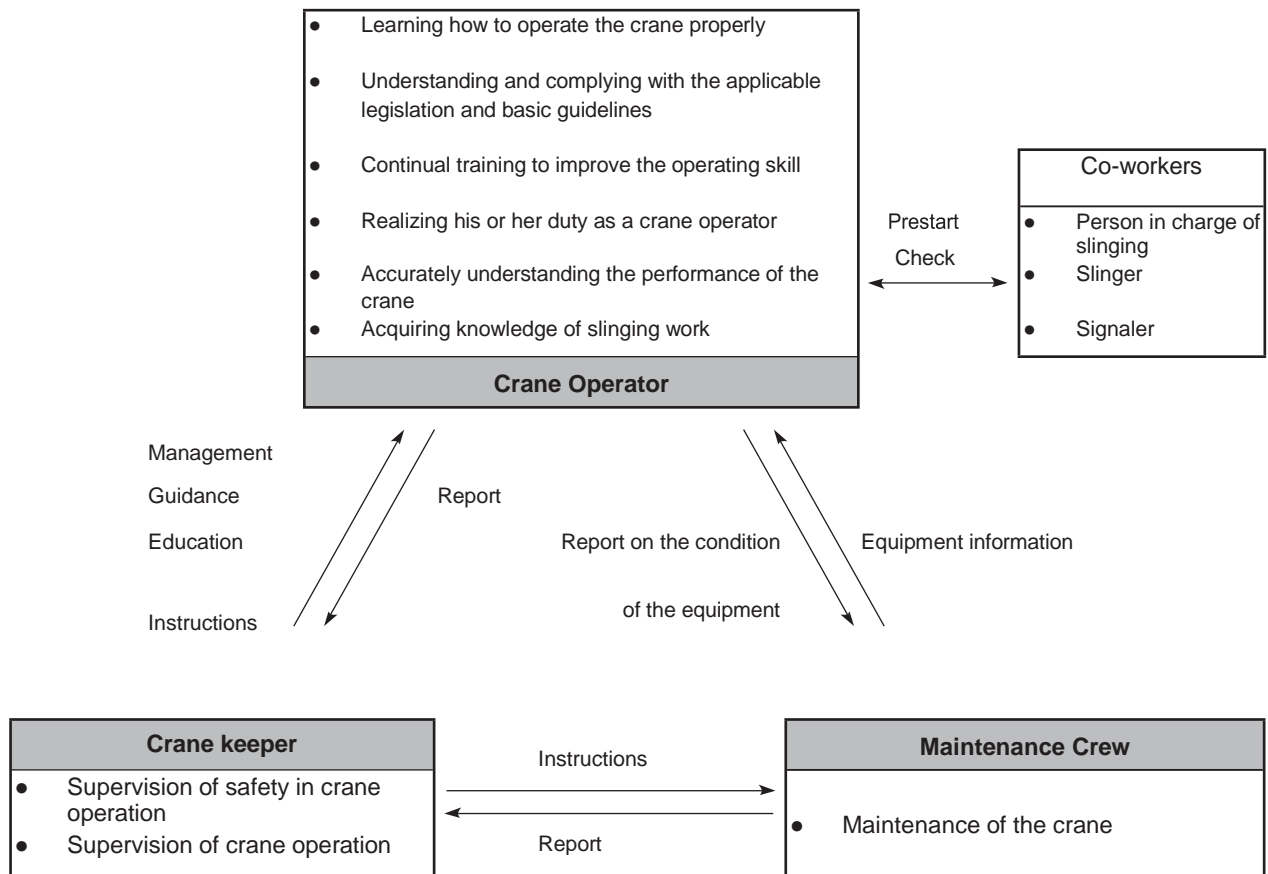 ● Learning how to operate the crane properly
● Understanding and complying with the applicable
legislation and basic guidelines
● Continual training to improve the operating skill
● Realizing his or her duty as a crane operator
● Accurately understanding the performance of the
crane
● Acquiring knowledge of slinging work
Crane Operator
Prestart
Check
Co-workers
● Person in charge of
slinging
● Slinger
● Signaler
Management
Guidance
Education
Instructions
Report
Report on the condition
of the equipment
Equipment information
Crane keeper
● Supervision of safety in crane
operation
● Supervision of crane operation
Instructions
Report
Maintenance Crew
● Maintenance of the crane